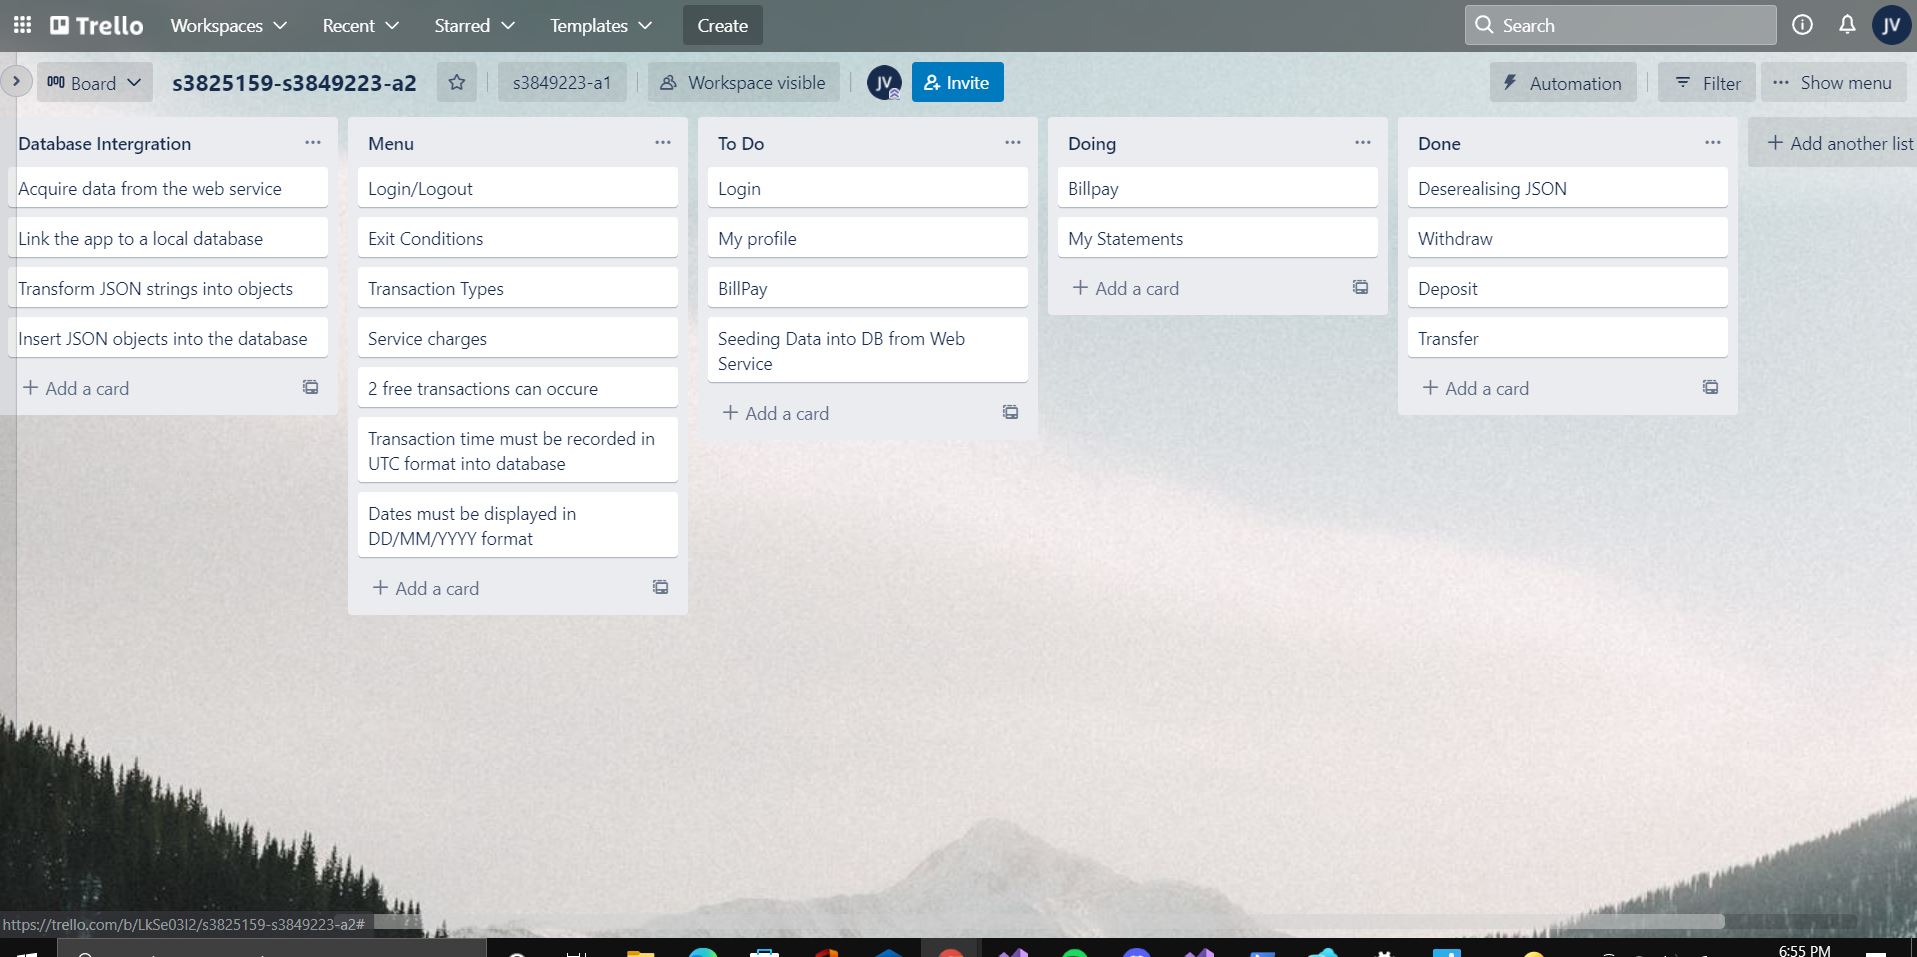 Trello
Workspaces
Recent
Starred
Templates
Create
Search
JV
Board
s3825159-s3849223-a2
s3849223-a1
Workspace visible
JV
Invite
Automation
Filter
Show menu
Database Intergration
Acquire data from the web service
Link the app to a local database
Transform JSON strings into objects
Insert JSON objects into the database
Add a card
Menu
Login/Logout
Exit Conditions
Transaction Types
Service charges
2 free transactions can occure
Transaction time must be recorded in
UTC format into database
Dates must be displayed in
DD/MM/YYYY format
Add a card
To Do
Login
My profile
BillPay
Seeding Data into DB from Web
Service
Add a card
Doing
Billpay
My Statements
Add a card
Done
Deserealising JSON
Withdraw
Deposit
Transfer
Add a card
Add another list
https://trello.com/b/LkSe03I2/s3825159-s3849223-a2#
6:55 PM